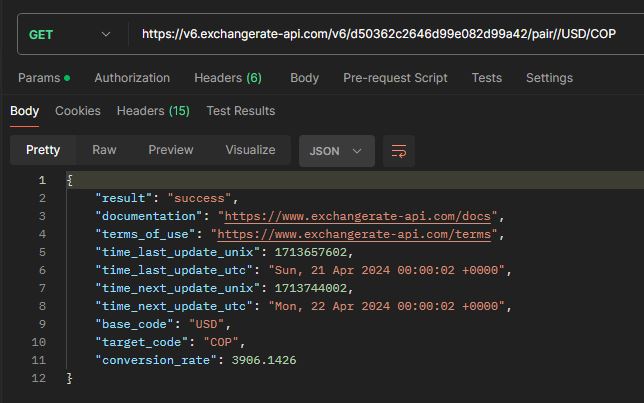 GET https://v6.exchangerate-api.com/v6/d50362c2646d99e082d99a42/pair//USD/COP
Params Authorization Headers (6) Body Pre-request Script Tests Settings
Body Cookies Headers (15) Test Results
Pretty Raw Preview Visualize JSON
1 {
2 "result": "success",
3 "documentation": "https://www.exchangerate-api.com/docs",
4 "terms_of_use": "https://www.exchangerate-api.com/terms",
5 "time_last_update_unix": 1713657602,
6 "time_last_update_utc": "Sun, 21 Apr 2024 00:00:02 +0000",
7 "time_next_update_unix": 1713744002,
8 "time_next_update_utc": "Mon, 22 Apr 2024 00:00:02 +0000",
9 "base_code": "USD",
10 "target_code": "COP",
11 "conversion_rate": 3906.1426
12 }